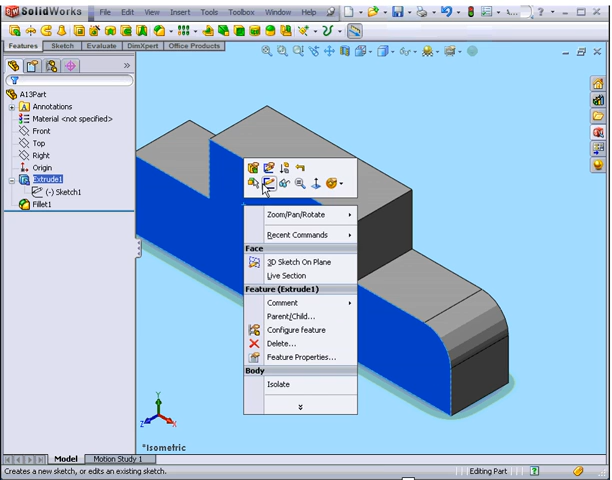 SolidWorks
File Edit View Insert Tools Toolbox Window Help
S...
Features Sketch Evaluate DimXpert Office Products
A13Part
Annotations
Material <not specified>
Front
Top
Right
Origin
Extrude1
(-) Sketch1
Fillet1
Zoom/Pan/Rotate
Recent Commands
Face
3D Sketch On Plane
Live Section
Feature (Extrude1)
Comment
Parent/Child...
Configure feature
Delete...
Feature Properties...
Body
Isolate
Y
Z X
*Isometric
Model Motion Study 1
Creates a new sketch, or edits an existing sketch. Editing Part